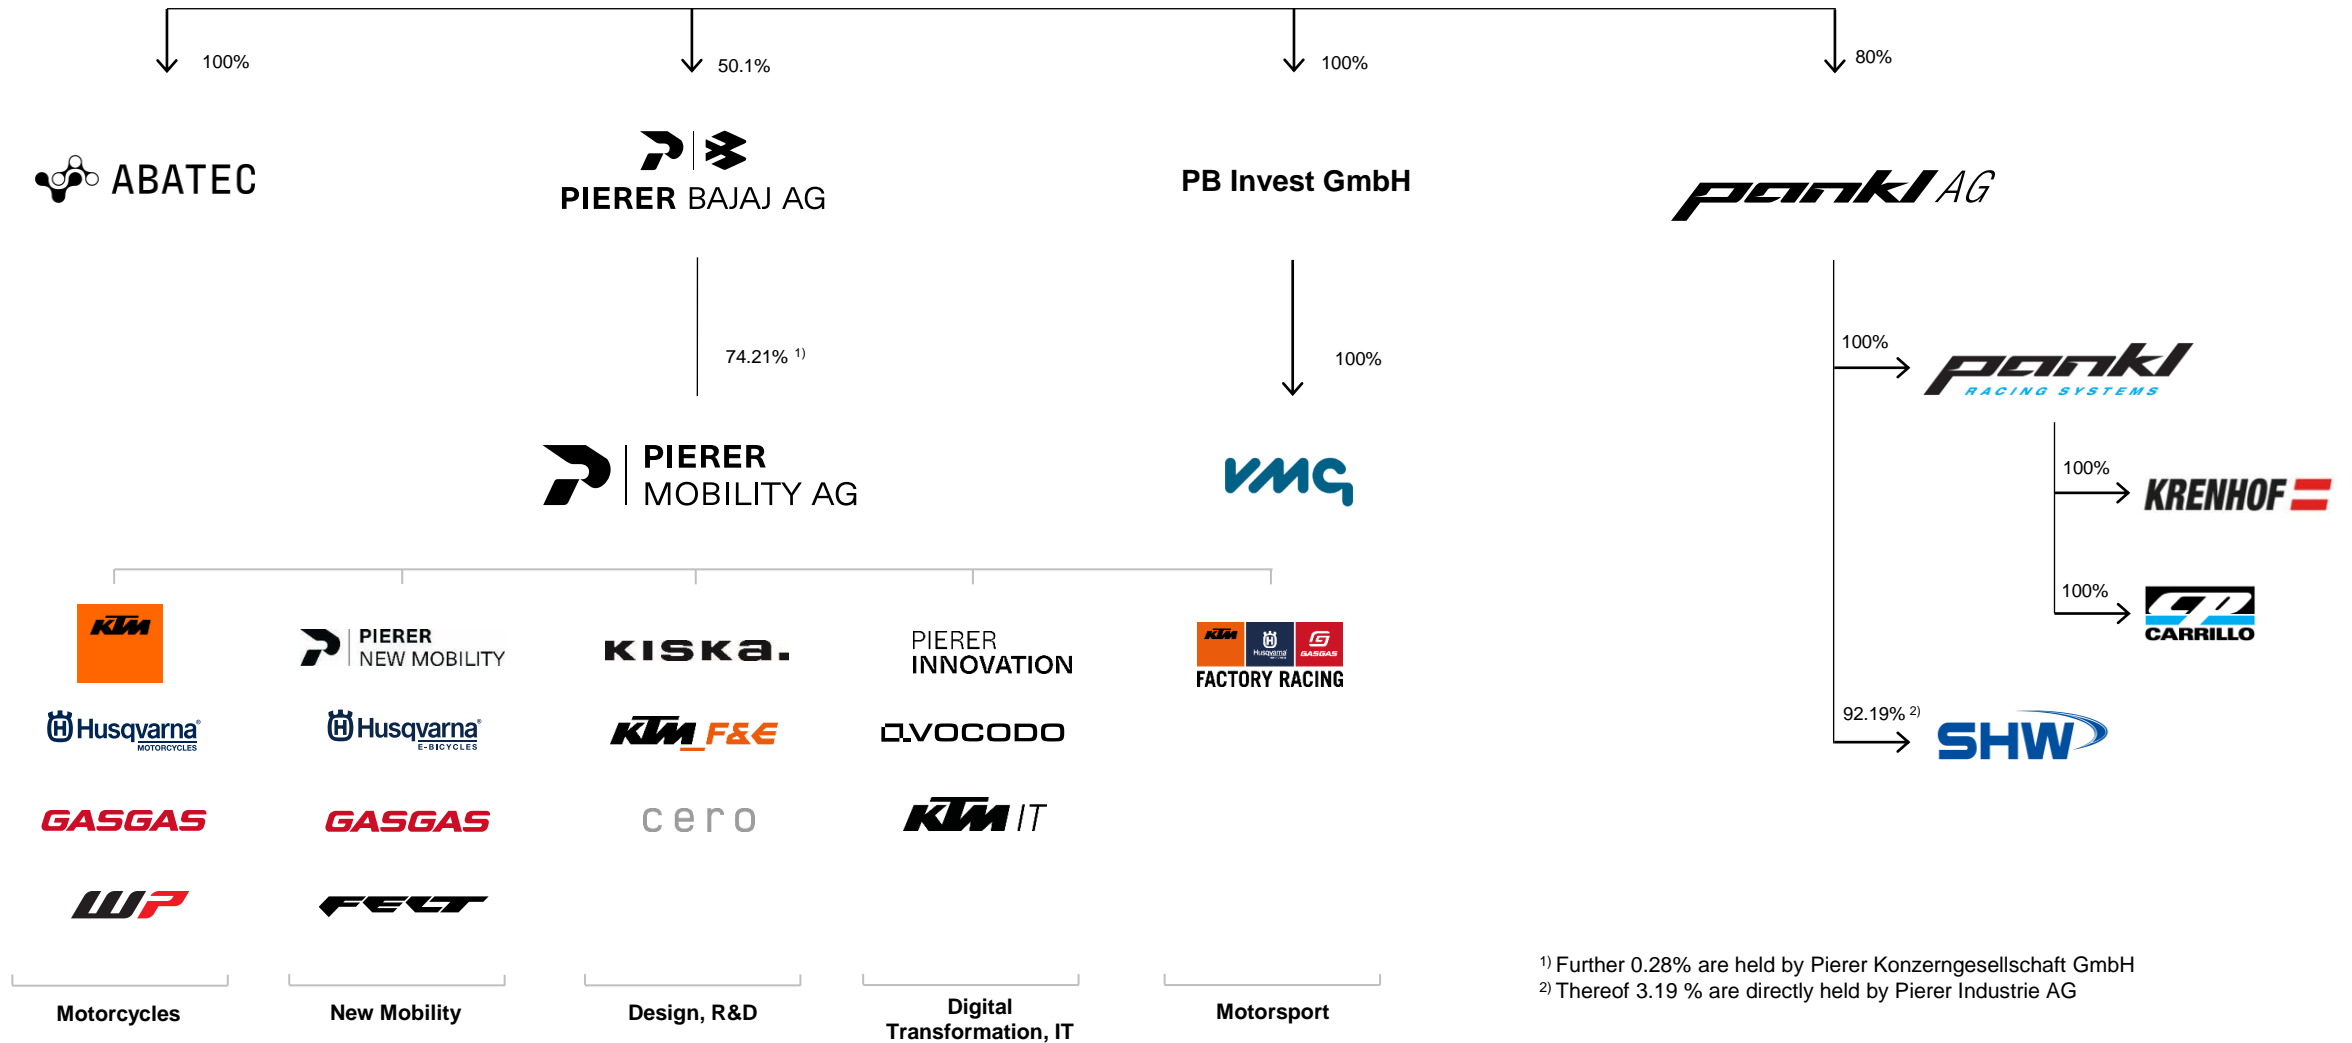 100%
50.1%
100%
80%
ABATEC
PIERER BAJAJ AG
PB Invest GmbH
pankl AG
74.21% 1)
100%
100%
pankl
RACING SYSTEMS
PIERER
MOBILITY AG
VMG
100%
KRENHOF
100%
CP
CARRILLO
92.19% 2)
SHW
KTM
Husqvarna®
MOTORCYCLES
GASGAS
WP
Motorcycles
PIERER
NEW MOBILITY
Husqvarna®
E-BICYCLES
GASGAS
FELT
New Mobility
KISKA.
KTM_F&E
cero
Design, R&D
PIERER
INNOVATION
AVOCODO
KTM IT
Digital
Transformation, IT
KTM
Husqvarna
GASGAS
FACTORY RACING
Motorsport
1) Further 0.28% are held by Pierer Konzerngesellschaft GmbH
2) Thereof 3.19 % are directly held by Pierer Industrie AG